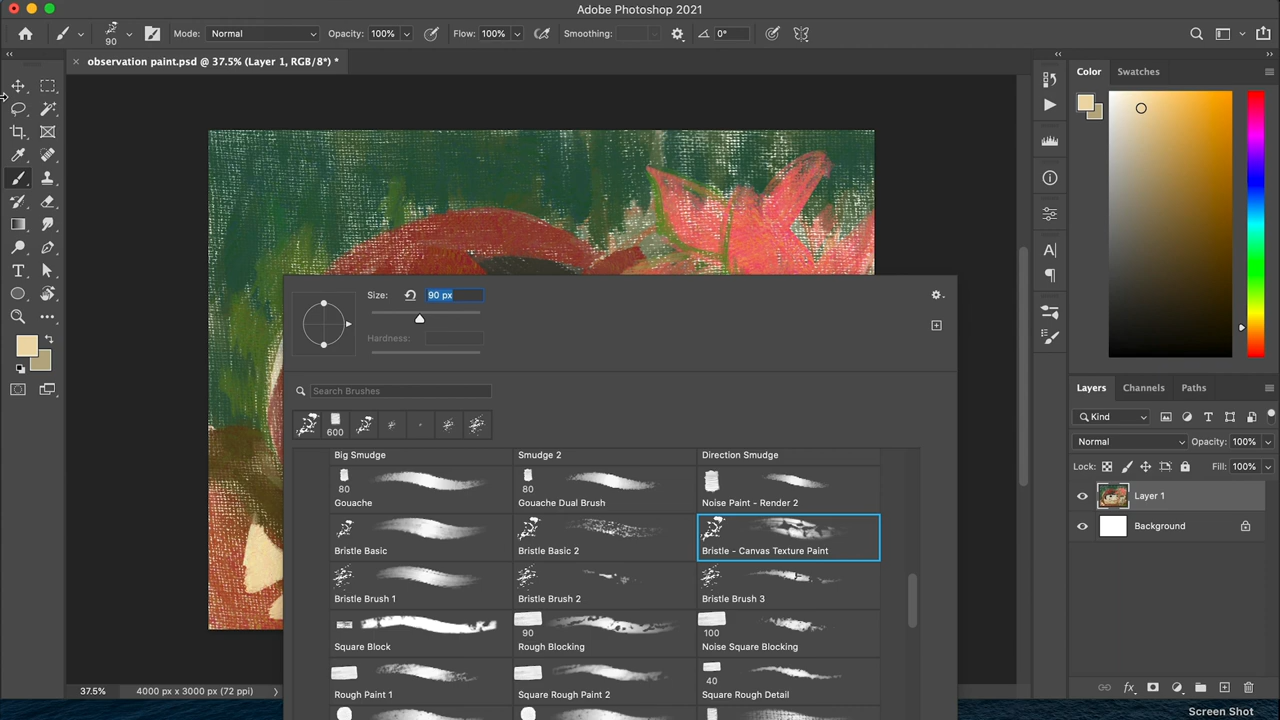 Adobe Photoshop 2021
90
Mode: Normal
Opacity: 100%
Flow: 100%
Smoothing:
0°
observation paint.psd @ 37.5% (Layer 1, RGB/8*) *
Color
Swatches
Size:
90 px
Hardness:
Search Brushes
600
Big Smudge
Smudge 2
Direction Smudge
80
Gouache
80
Gouache Dual Brush
Noise Paint - Render 2
Bristle Basic
Bristle Basic 2
Bristle - Canvas Texture Paint
Bristle Brush 1
Bristle Brush 2
Bristle Brush 3
Square Block
90
Rough Blocking
100
Noise Square Blocking
Rough Paint 1
Square Rough Paint 2
40
Square Rough Detail
Layers
Channels
Paths
Kind
Normal
Opacity: 100%
Lock:
Fill: 100%
Layer 1
Background
37.5%
4000 px x 3000 px (72 ppi)
Screen Shot